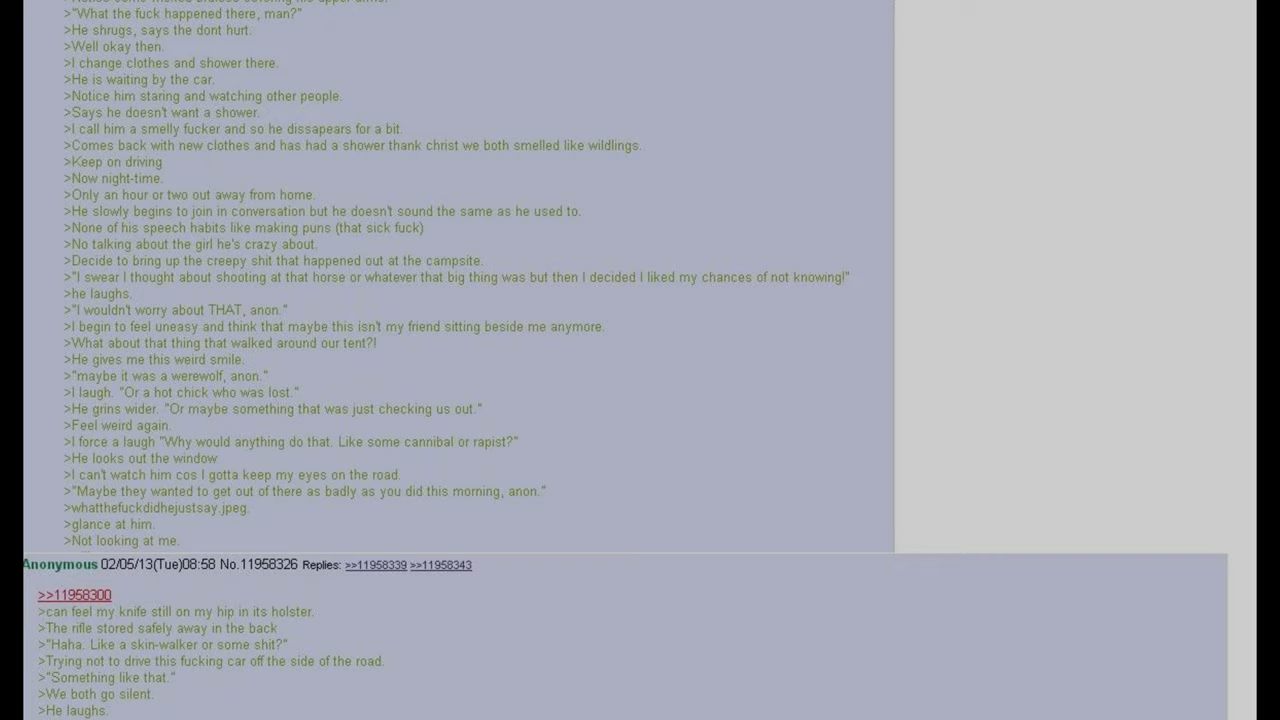 >"What the fuck happened there, man?"
>He shrugs, says the dont hurt.
>Well okay then.
>I change clothes and shower there.
>He is waiting by the car.
>Notice him staring and watching other people.
>Says he doesn't want a shower.
>I call him a smelly fucker and so he dissapears for a bit.
>Comes back with new clothes and has had a shower thank christ we both smelled like wildlings.
>Keep on driving
>Now night-time.
>Only an hour or two out away from home.
>He slowly begins to join in conversation but he doesn't sound the same as he used to.
>None of his speech habits like making puns (that sick fuck)
>No talking about the girl he's crazy about.
>Decide to bring up the creepy shit that happened out at the campsite.
>"I swear I thought about shooting at that horse or whatever that big thing was but then I decided I liked my chances of not knowing!"
>he laughs.
>"I wouldn't worry about THAT, anon."
>I begin to feel uneasy and think that maybe this isn't my friend sitting beside me anymore.
>What about that thing that walked around our tent?!
>He gives me this weird smile.
>"maybe it was a werewolf, anon."
>I laugh. "Or a hot chick who was lost."
>He grins wider. "Or maybe something that was just checking us out."
>Feel weird again.
>I force a laugh "Why would anything do that. Like some cannibal or rapist?"
>He looks out the window
>I can't watch him cos I gotta keep my eyes on the road.
>"Maybe they wanted to get out of there as badly as you did this morning, anon."
>whatthefuckdidhejustsay.jpeg.
>glance at him.
>Not looking at me.
Anonymous 02/05/13(Tue)08:58 No.11958326 Replies: >>11958339 >>11958343
>>11958300
>can feel my knife still on my hip in its holster.
>The rifle stored safely away in the back
>"Haha. Like a skin-walker or some shit?"
>Trying not to drive this fucking car off the side of the road.
>"Something like that."
>We both go silent.
>He laughs.